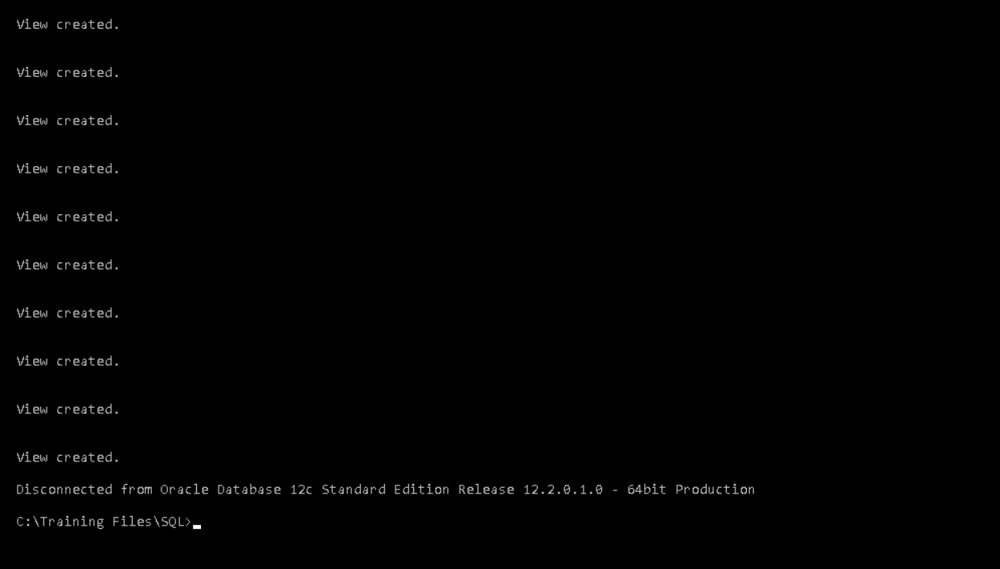 View created.
View created.
View created.
View created.
View created.
View created.
View created.
View created.
View created.
View created.
Disconnected from Oracle Database 12c Standard Edition Release 12.2.0.1.0 - 64bit Production
C:\Training Files\SQL>